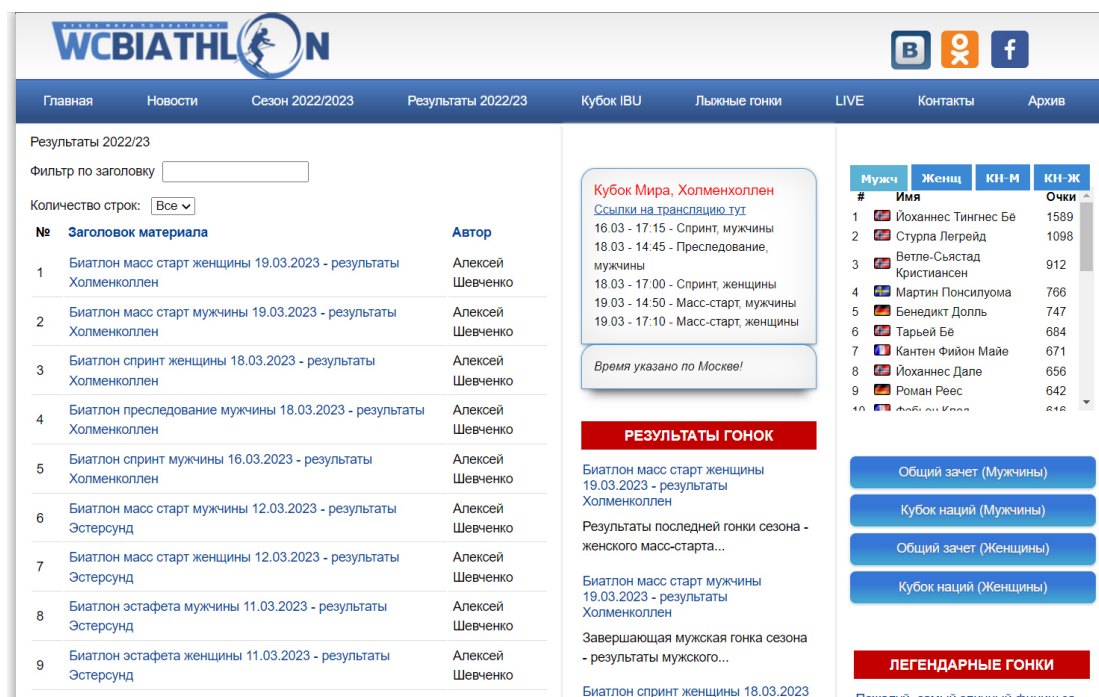 КУБОК МИРА ПО БИАТЛОНУ
WCBIATHLON
B
f
Главная Новости Сезон 2022/2023 Результаты 2022/23 Кубок IBU Лыжные гонки LIVE Контакты Архив
Результаты 2022/23
Фильтр по заголовку
Количество строк: Все
№ Заголовок материала Автор
1 Биатлон масс старт женщины 19.03.2023 - результаты Алексей
Холменколлен Шевченко
2 Биатлон масс старт мужчины 19.03.2023 - результаты Алексей
Холменколлен Шевченко
3 Биатлон спринт женщины 18.03.2023 - результаты Алексей
Холменколлен Шевченко
4 Биатлон преследование мужчины 18.03.2023 - результаты Алексей
Холменколлен Шевченко
5 Биатлон спринт мужчины 16.03.2023 - результаты Алексей
Холменколлен Шевченко
6 Биатлон масс старт мужчины 12.03.2023 - результаты Алексей
Эстерсунд Шевченко
7 Биатлон масс старт женщины 12.03.2023 - результаты Алексей
Эстерсунд Шевченко
8 Биатлон эстафета мужчины 11.03.2023 - результаты Алексей
Эстерсунд Шевченко
9 Биатлон эстафета женщины 11.03.2023 - результаты Алексей
Эстерсунд Шевченко
Кубок Мира, Холменхоллен
Ссылки на трансляцию тут
16.03 - 17:15 - Спринт, мужчины
18.03 - 14:45 - Преследование,
мужчины
18.03 - 17:00 - Спринт, женщины
19.03 - 14:50 - Масс-старт, мужчины
19.03 - 17:10 - Масс-старт, женщины
Время указано по Москве!
РЕЗУЛЬТАТЫ ГОНОК
Биатлон масс старт женщины
19.03.2023 - результаты
Холменколлен
Результаты последней гонки сезона -
женского масс-старта...
Биатлон масс старт мужчины
19.03.2023 - результаты
Холменколлен
Завершающая мужская гонка сезона
- результаты мужского...
Биатлон спринт женщины 18.03.2023
Мужч Женщ КН-М КН-Ж
# Имя Очки
1 Йоханнес Тингнес Бё 1589
2 Стурла Легрейд 1098
3 Ветле-Сьястад
Кристиансен 912
4 Мартин Понсилуома 766
5 Бенедикт Долль 747
6 Тарьей Бё 684
7 Кантен Фийон Майе 671
8 Йоханнес Дале 656
9 Роман Реес 642
10 Фабьен Клод 616
Общий зачет (Мужчины)
Кубок наций (Мужчины)
Общий зачет (Женщины)
Кубок наций (Женщины)
ЛЕГЕНДАРНЫЕ ГОНКИ